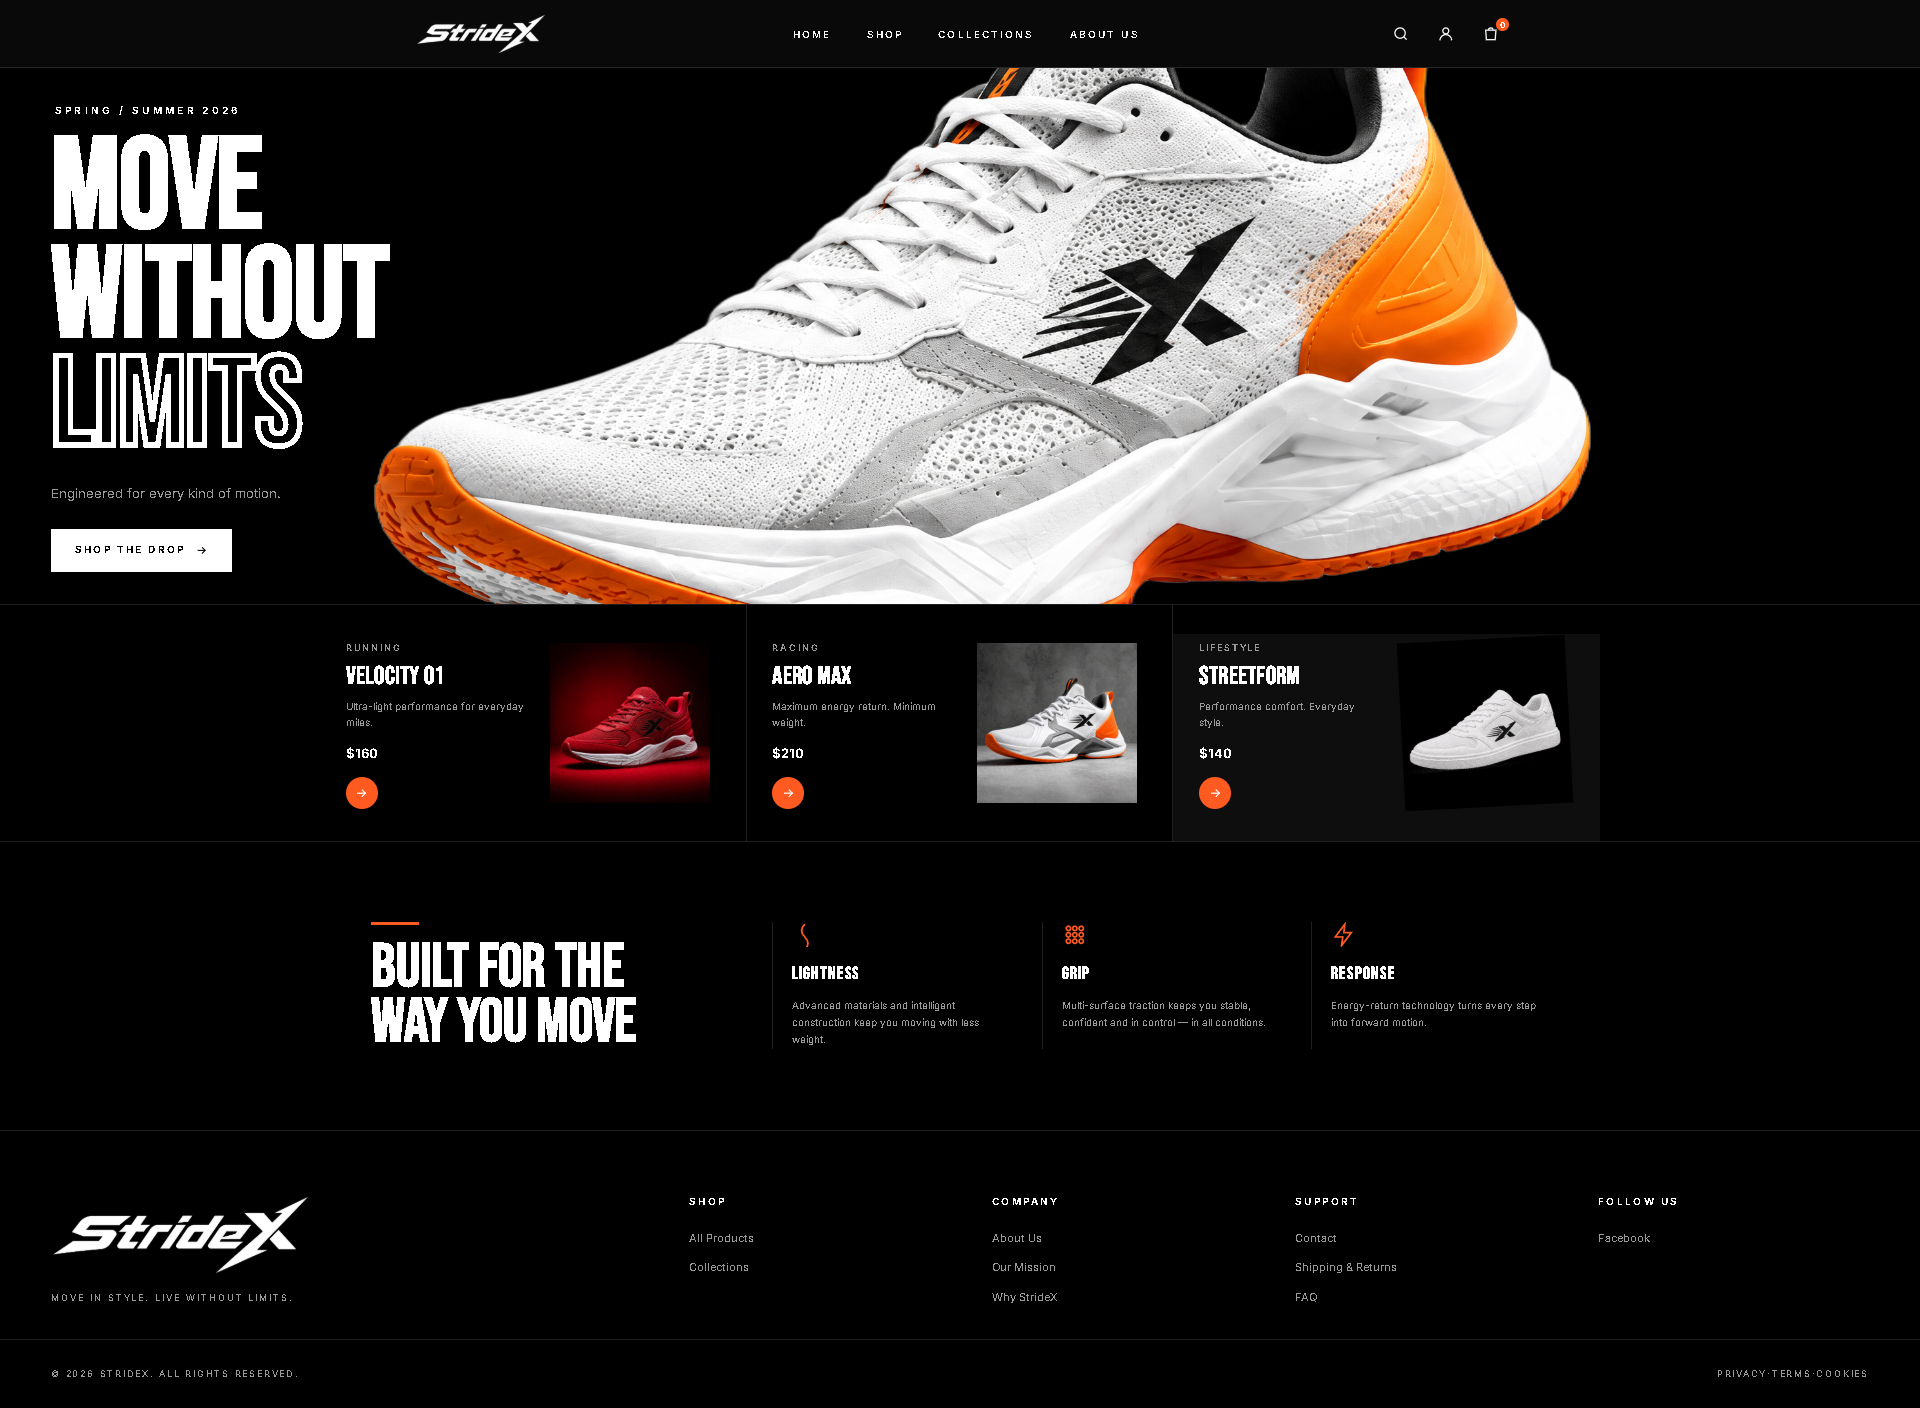 StrideX
HOME SHOP COLLECTIONS ABOUT US
0
SPRING / SUMMER 2026
MOVE
WITHOUT
LIMITS
Engineered for every kind of motion.
SHOP THE DROP →
X
RUNNING
VELOCITY 01
Ultra-light performance for everyday
miles.
$160
RACING
AERO MAX
Maximum energy return. Minimum
weight.
$210
LIFESTYLE
STREETFORM
Performance comfort. Everyday
style.
$140
BUILT FOR THE
WAY YOU MOVE
LIGHTNESS
Advanced materials and intelligent
construction keep you moving with less
weight.
GRIP
Multi-surface traction keeps you stable,
confident and in control — in all conditions.
RESPONSE
Energy-return technology turns every step
into forward motion.
StrideX
MOVE IN STYLE. LIVE WITHOUT LIMITS.
SHOP
All Products
Collections
COMPANY
About Us
Our Mission
Why StrideX
SUPPORT
Contact
Shipping & Returns
FAQ
FOLLOW US
Facebook
© 2026 STRIDEX. ALL RIGHTS RESERVED.
PRIVACY·TERMS·COOKIES